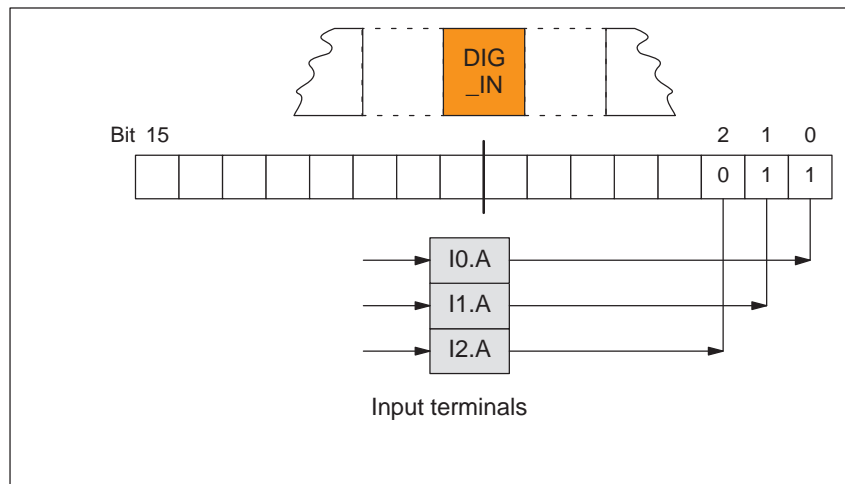 DIG
_IN
Bit 15 2 1 0
0 1 1
I0.A
I1.A
I2.A
Input terminals